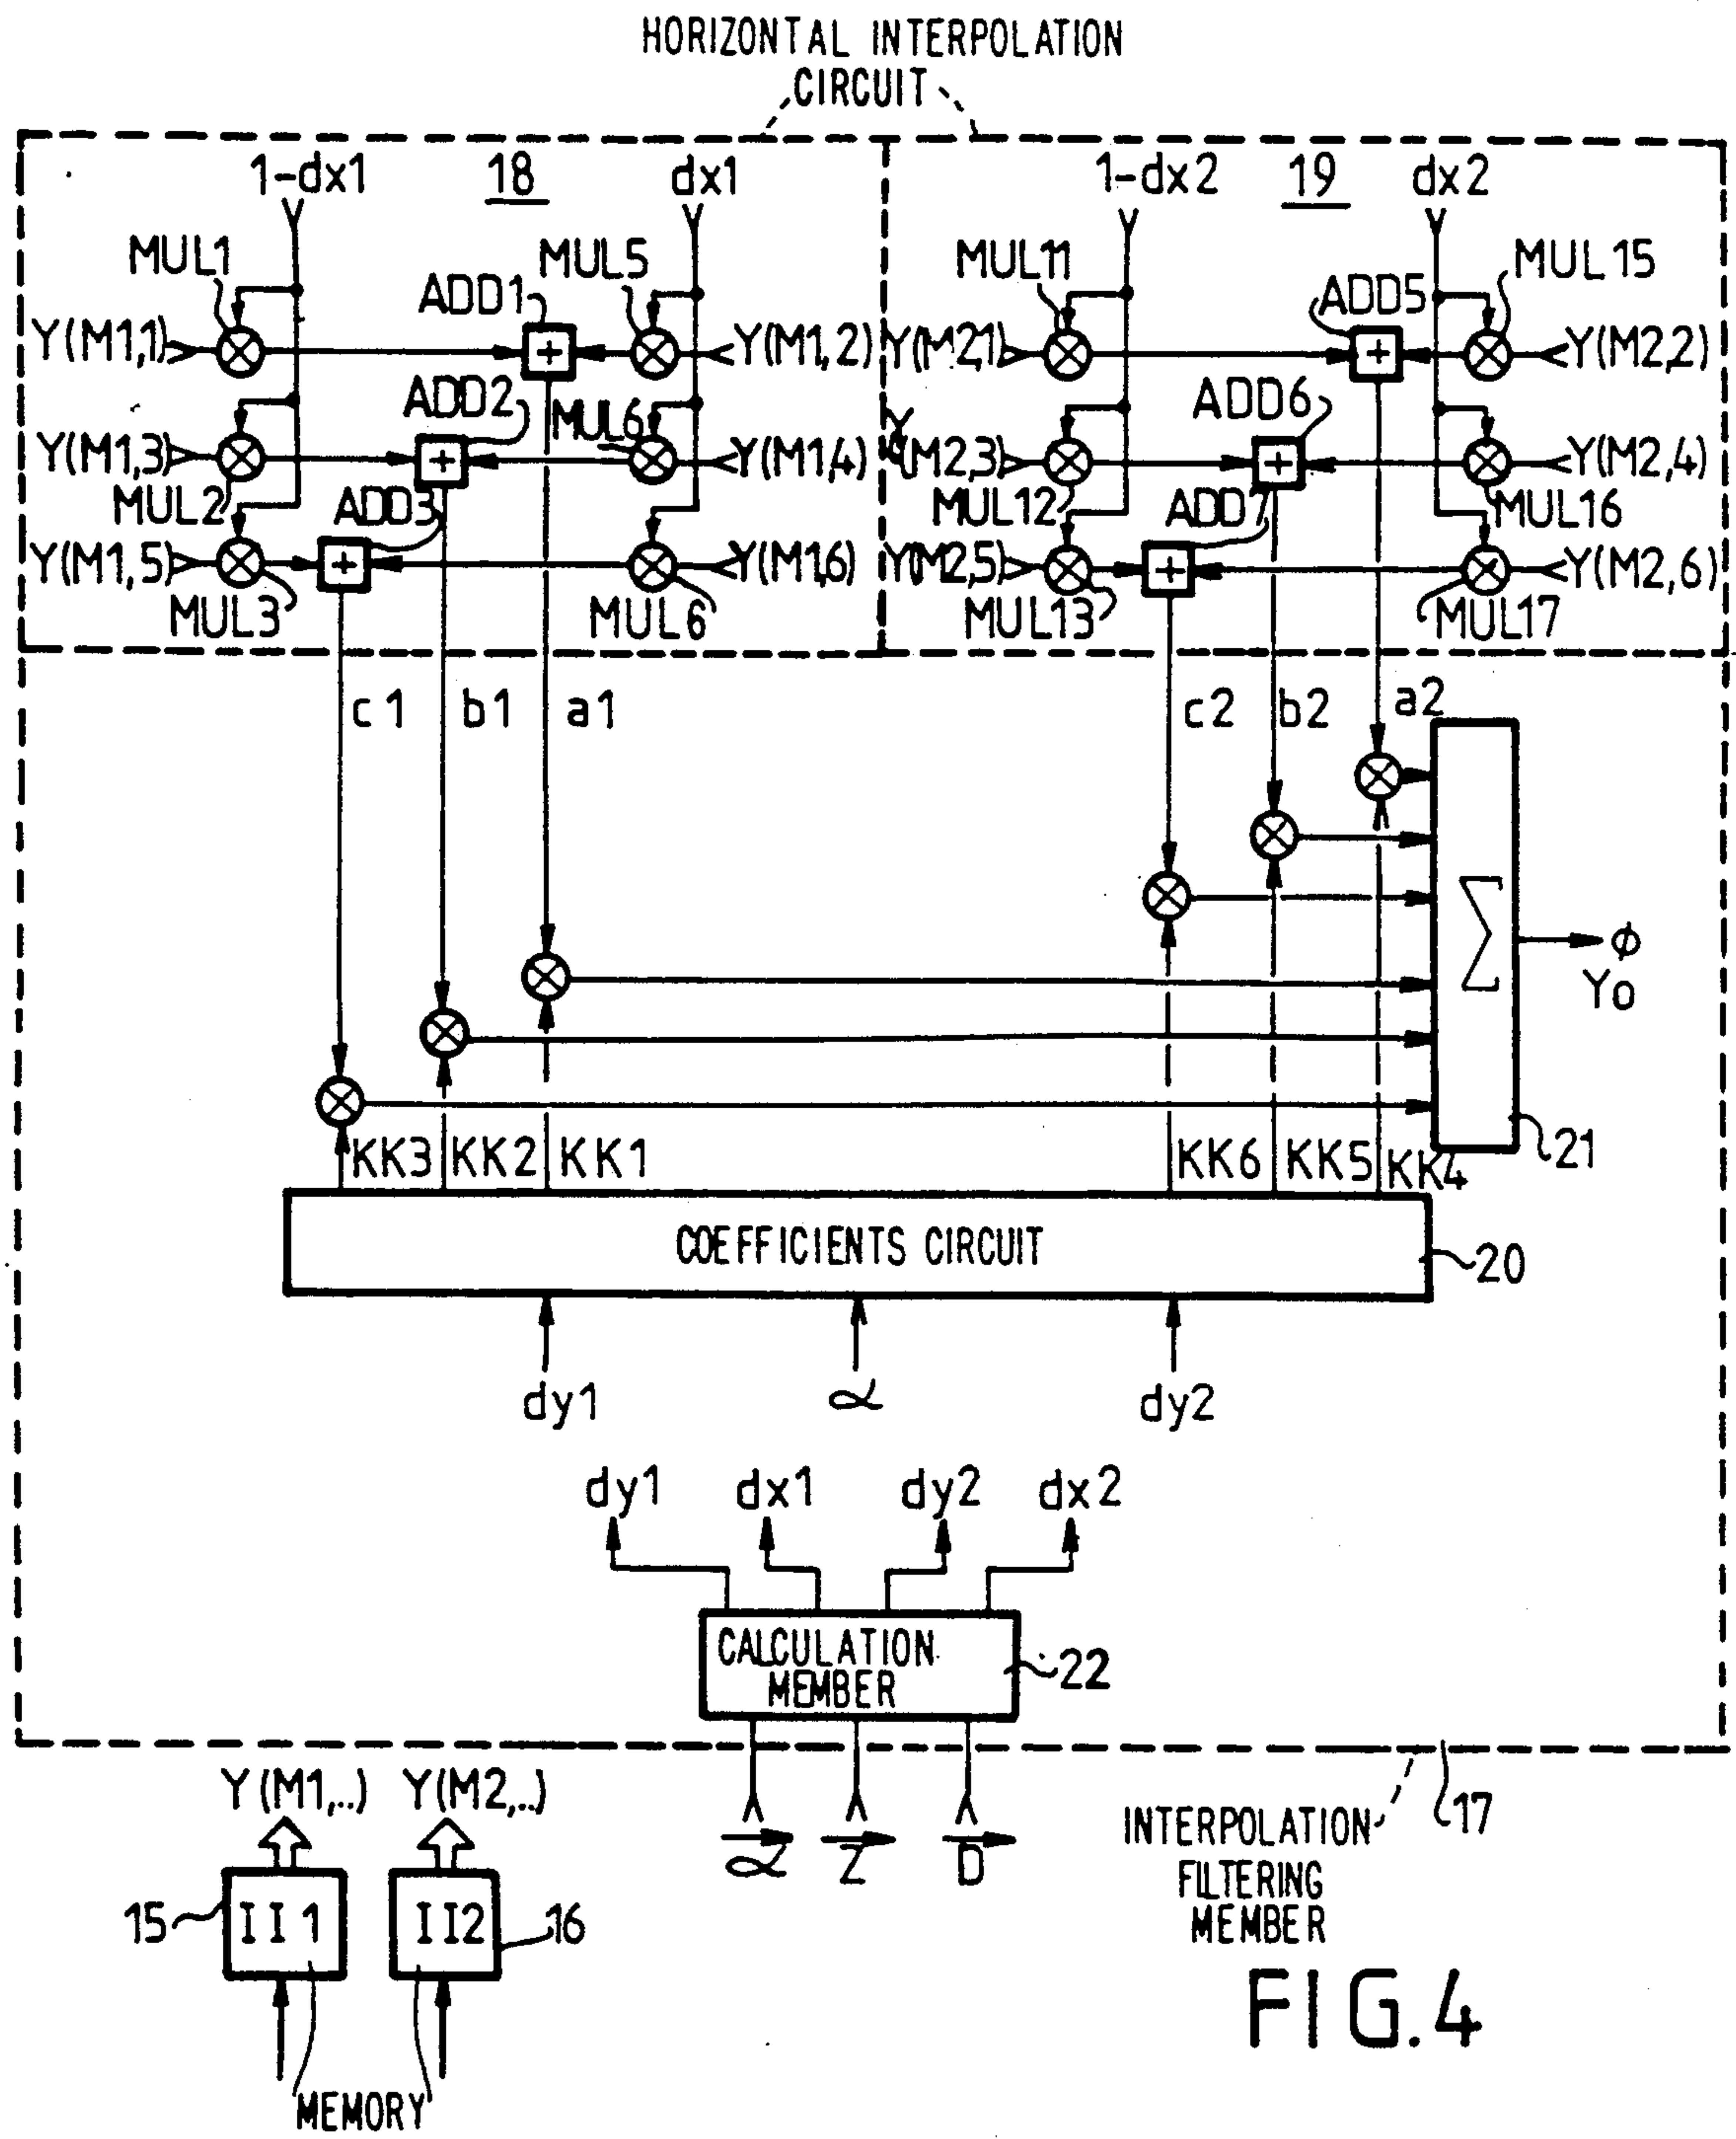 HORIZONTAL INTERPOLATION
CIRCUIT
1-dx1 18 dx1 1-dx2 19 dx2
MUL1 ADD1 MUL5 MUL11 ADD5 MUL15
Y(M1,1) + Y(M1,2) Y(M2,1) + Y(M2,2)
ADD2 MUL6 ADD6
Y(M1,3) + Y(M1,4) Y(M2,3) + Y(M2,4)
MUL2 ADD3 MUL12 ADD7 MUL16
Y(M1,5) + Y(M1,6) Y(M2,5) + Y(M2,6)
MUL3 MUL6 MUL13 MUL17
c1 b1 a1 c2 b2 a2
Σ
ϕ
Yo
21
KK3 KK2 KK1 KK6 KK5 KK4
COEFFICIENTS CIRCUIT
20
dy1 α dy2
dy1 dx1 dy2 dx2
CALCULATION
MEMBER
22
Y(M1,..) Y(M2,..)
α Z D
INTERPOLATION
FILTERING
MEMBER
17
15 II1 II2 16
MEMORY
FIG.4